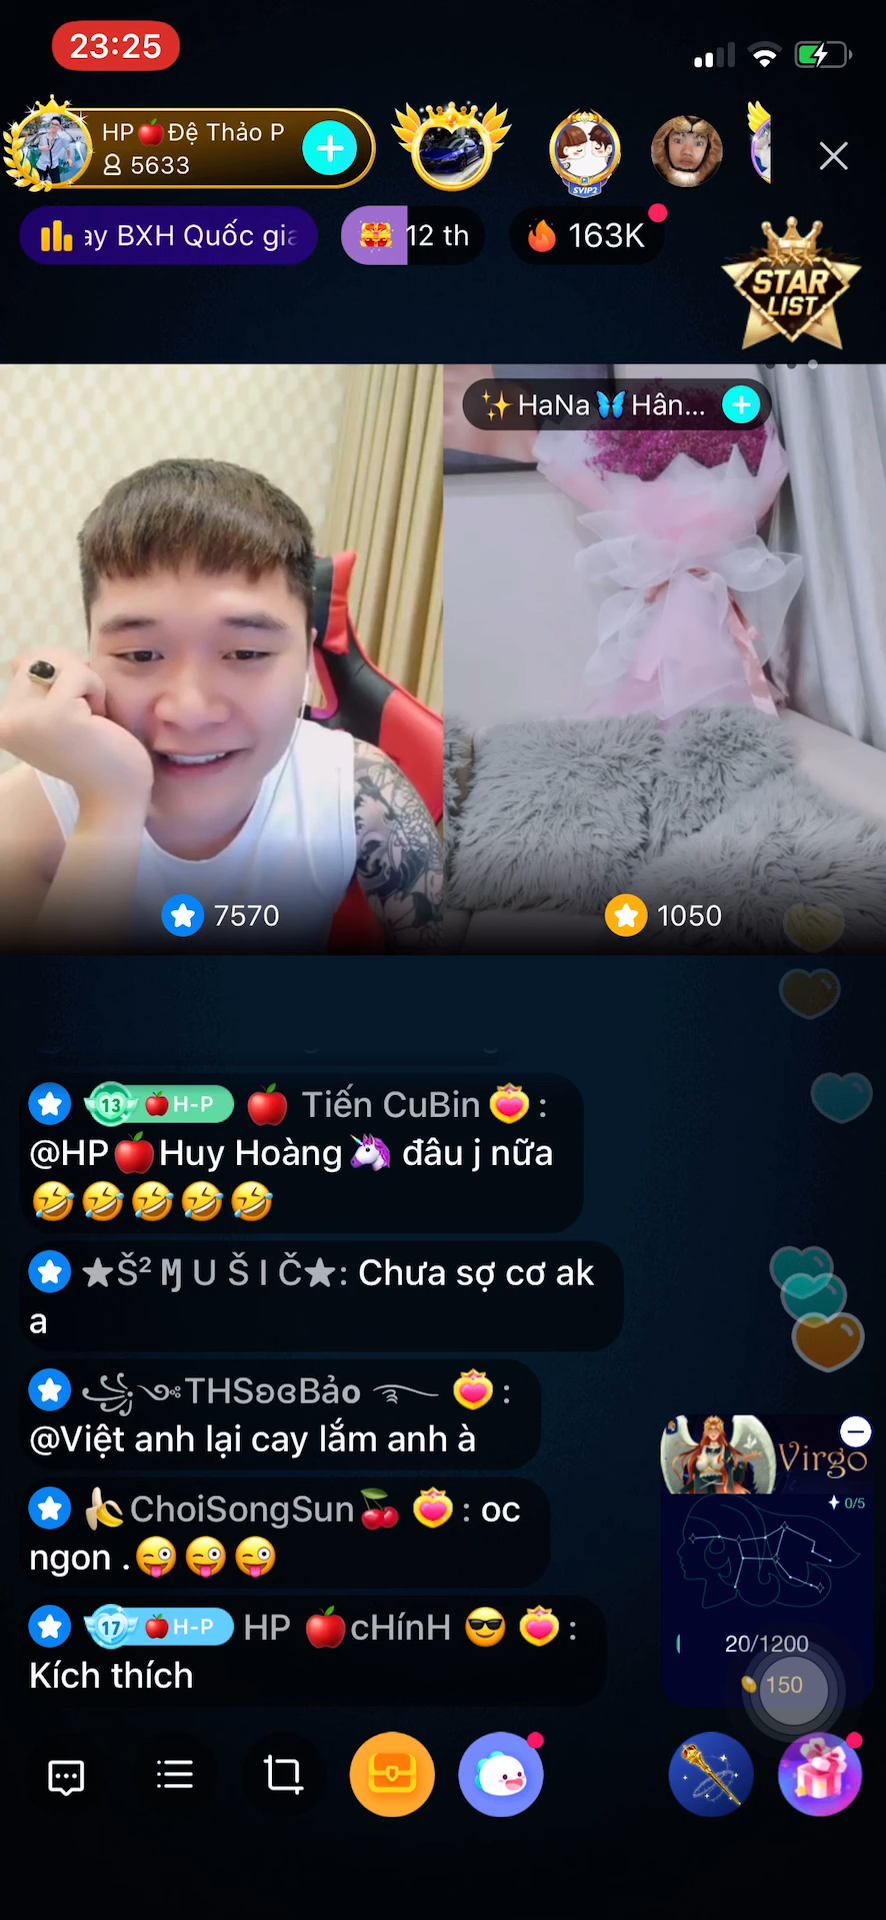 23:25
HP🍎Đệ Thảo P
5633
ay BXH Quốc gia
12 th
163K
STAR
LIST
SVIP2
✨HaNa🦋Hân...
7570
1050
13 🍎H-P 🍎 Tiến CuBin :
@HP🍎Huy Hoàng🦄 đâu j nữa
🤣🤣🤣🤣🤣
★Š² ₥ U Š I Č★: Chưa sợ cơ ak
a
THSʚɞBảo :
@Việt anh lại cay lắm anh à
🍌ChoiSongSun🍒 : oc
ngon .😜😜😜
17 🍎H-P HP 🍎cHínH 😎 :
Kích thích
Virgo
0/5
20/1200
150